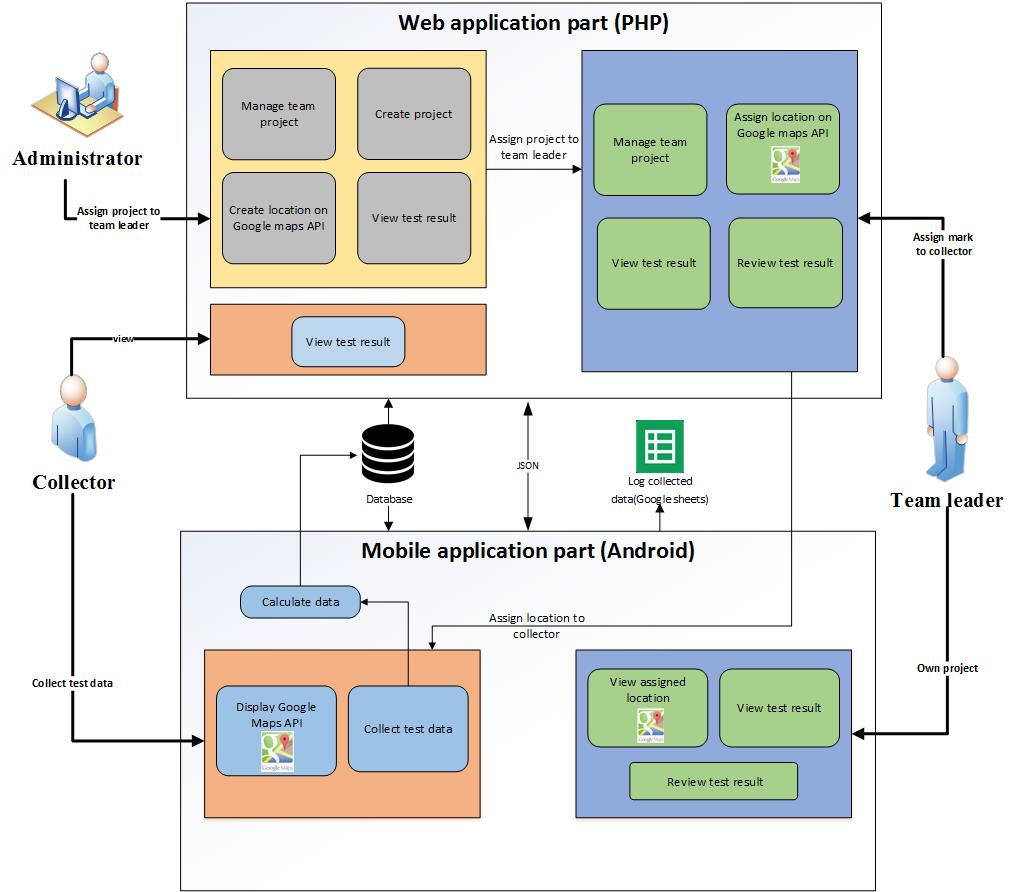 Web application part (PHP)
Administrator
Assign project to
team leader
Manage team
project
Create project
Create location on
Google maps API
View test result
Assign project to
team leader
Manage team
project
Assign location on
Google maps API
Google Maps
View test result
Review test result
Assign mark
to collector
view
View test result
Collector
Team leader
Database
JSON
Log collected
data(Google sheets)
Mobile application part (Android)
Calculate data
Assign location to
collector
Collect test data
Display Google
Maps API
Google Maps
Collect test data
View assigned
location
Google Maps
View test result
Review test result
Own project